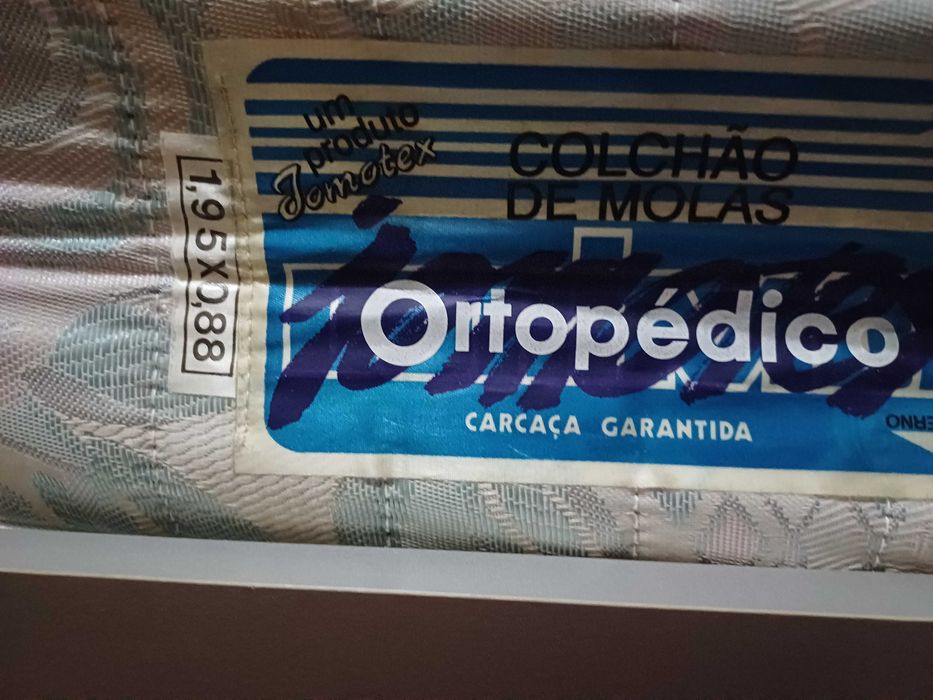 um
produto
Jomotex
COLCHÃO
DE MOLAS
1,95x0,88
Ortopédico
CARCAÇA GARANTIDA